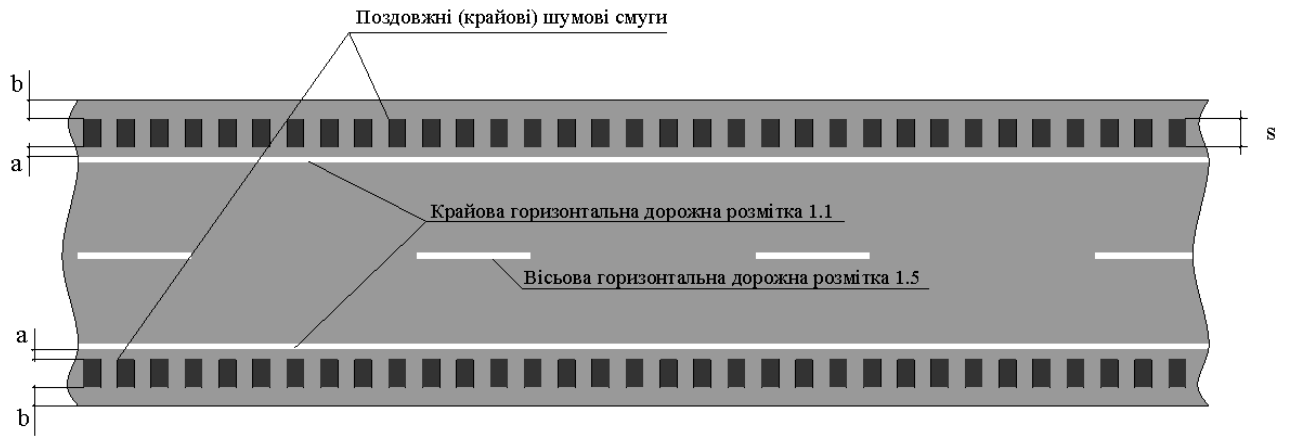 Поздовжні (крайові) шумові смуги
b
s
a
Крайова горизонтальна дорожна розмітка 1.1
Вісьова горизонтальна дорожна розмітка 1.5
a
b